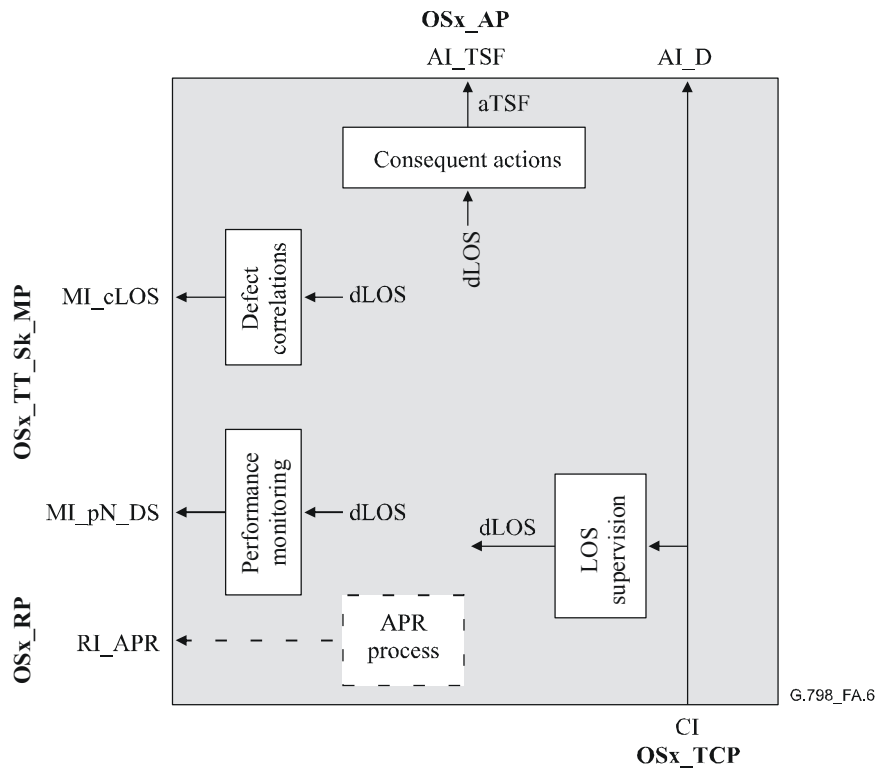 OSx_AP
AI_TSF
AI_D
aTSF
Consequent actions
dLOS
Defect
correlations
dLOS
MI_cLOS
OSx_TT_Sk_MP
Performance
monitoring
dLOS
MI_pN_DS
dLOS
LOS
supervision
APR
process
RI_APR
OSx_RP
G.798_FA.6
CI
OSx_TCP